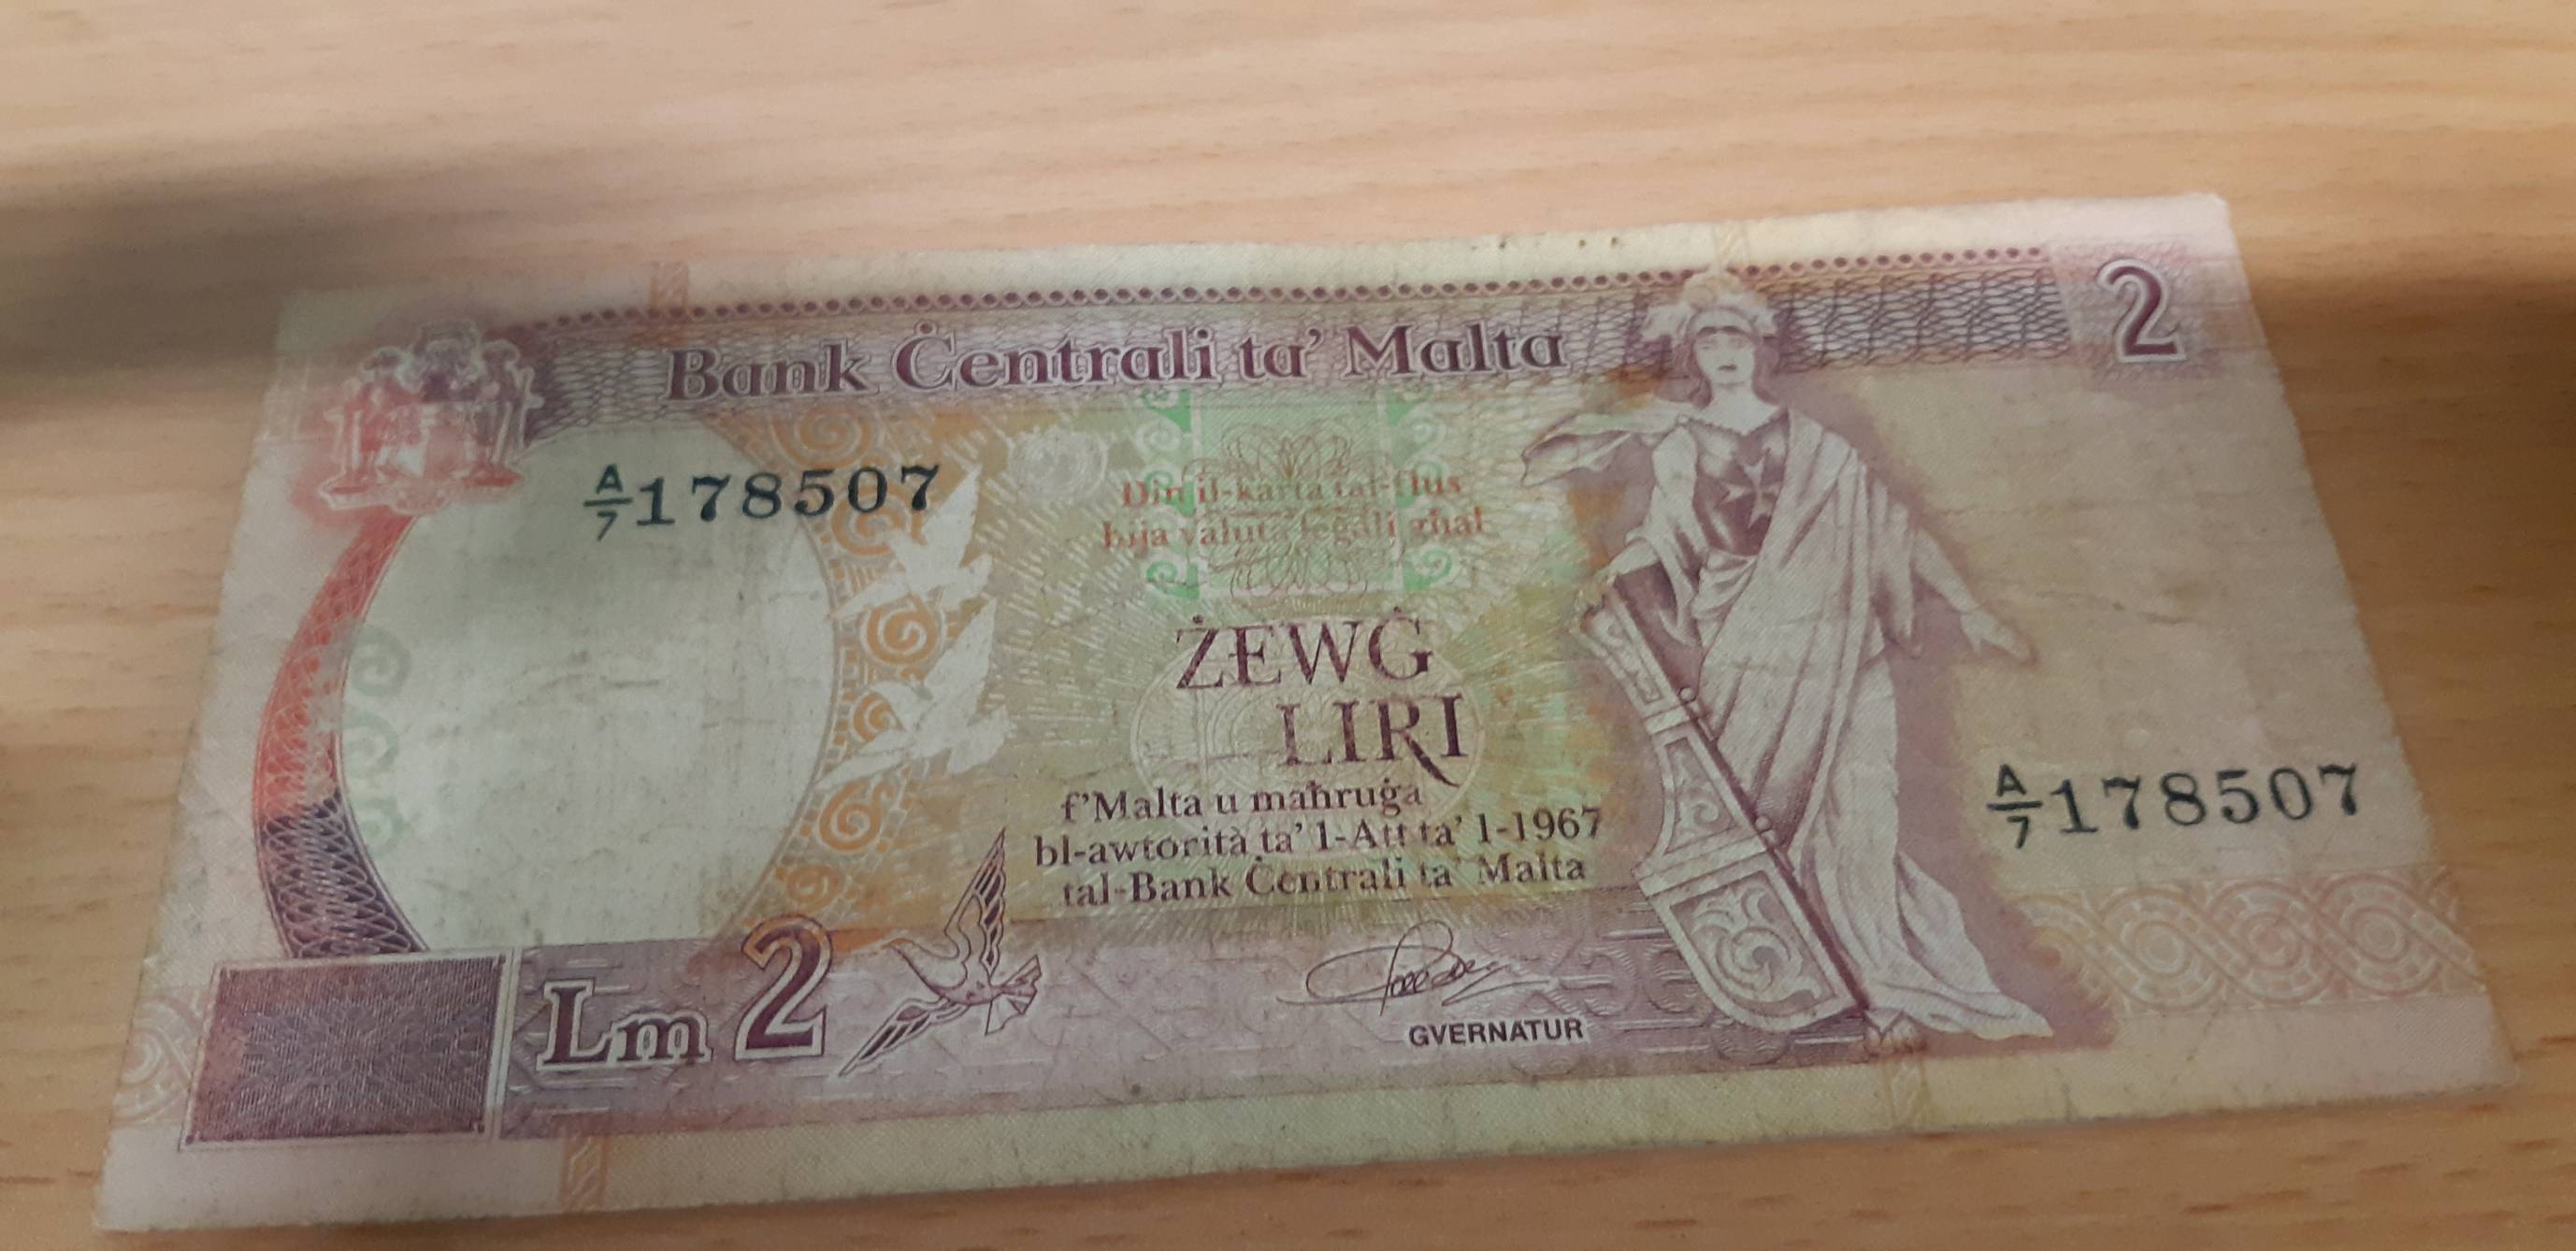 Bank Ċentrali ta' Malta
2
A/7 178507
Din il-karta tal-flus
hija valuta legali għal
ŻEWĠ
LIRI
f'Malta u maħruġa
bl-awtorità ta' l-Att ta' l-1967
tal-Bank Ċentrali ta' Malta
A/7 178507
Lm 2
GVERNATUR